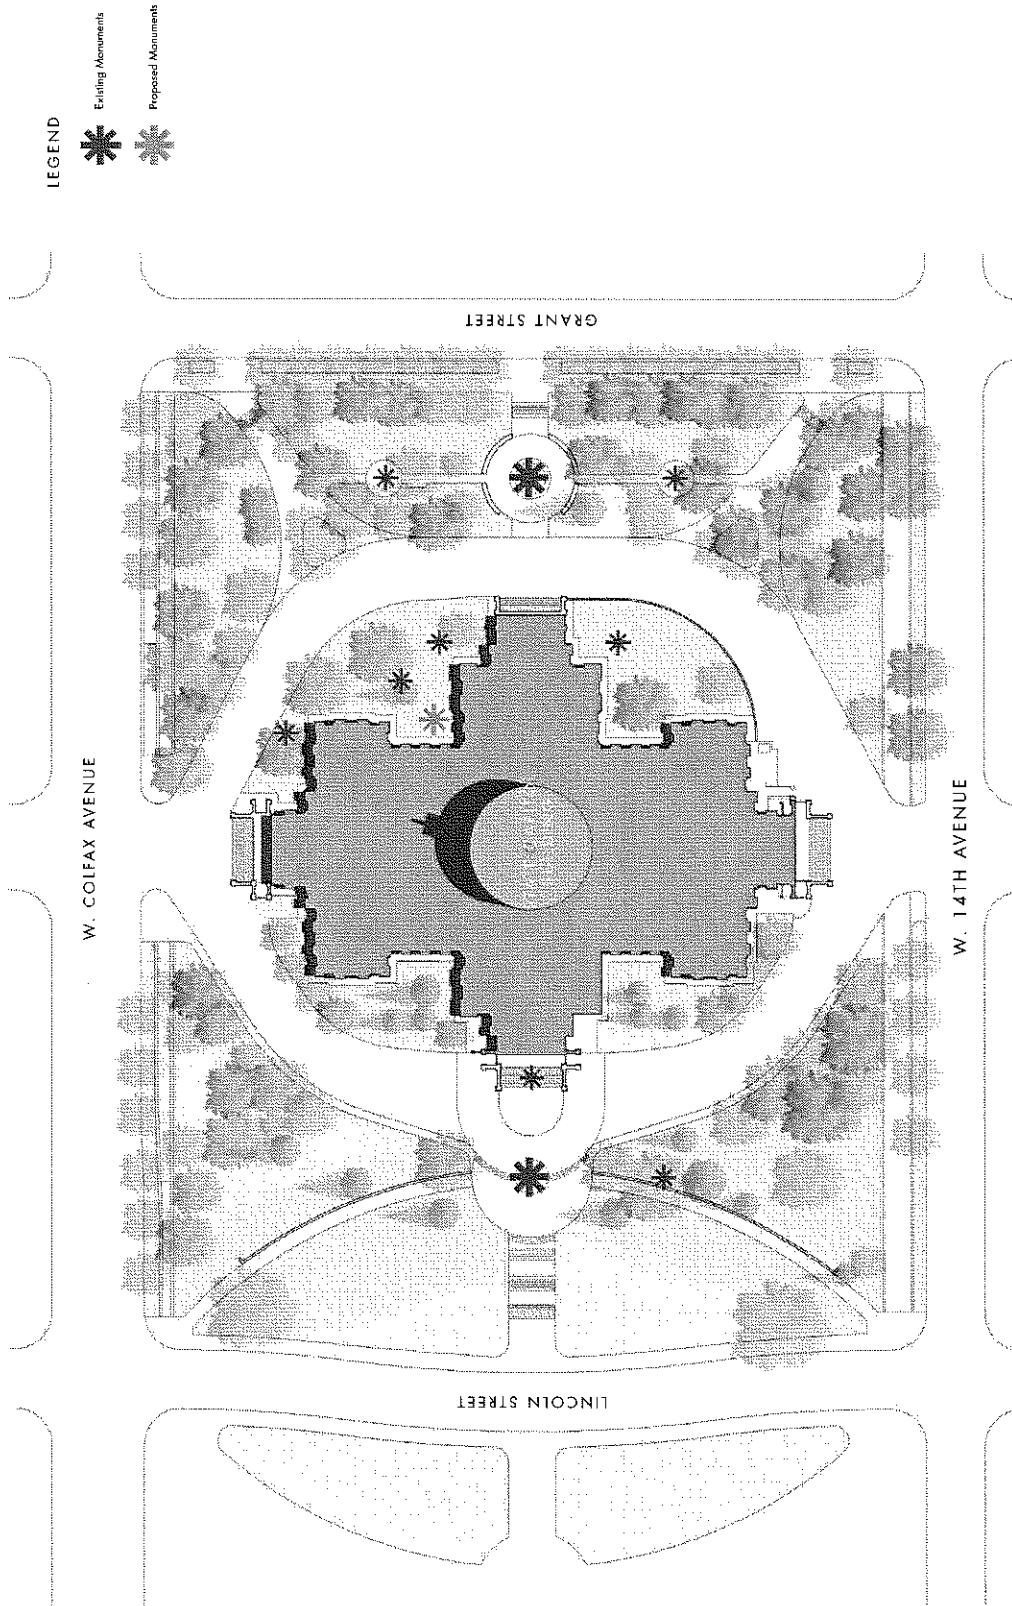 LEGEND
Existing Monuments
Proposed Monuments
GRANT STREET
W. COLFAX AVENUE
W. 14TH AVENUE
LINCOLN STREET